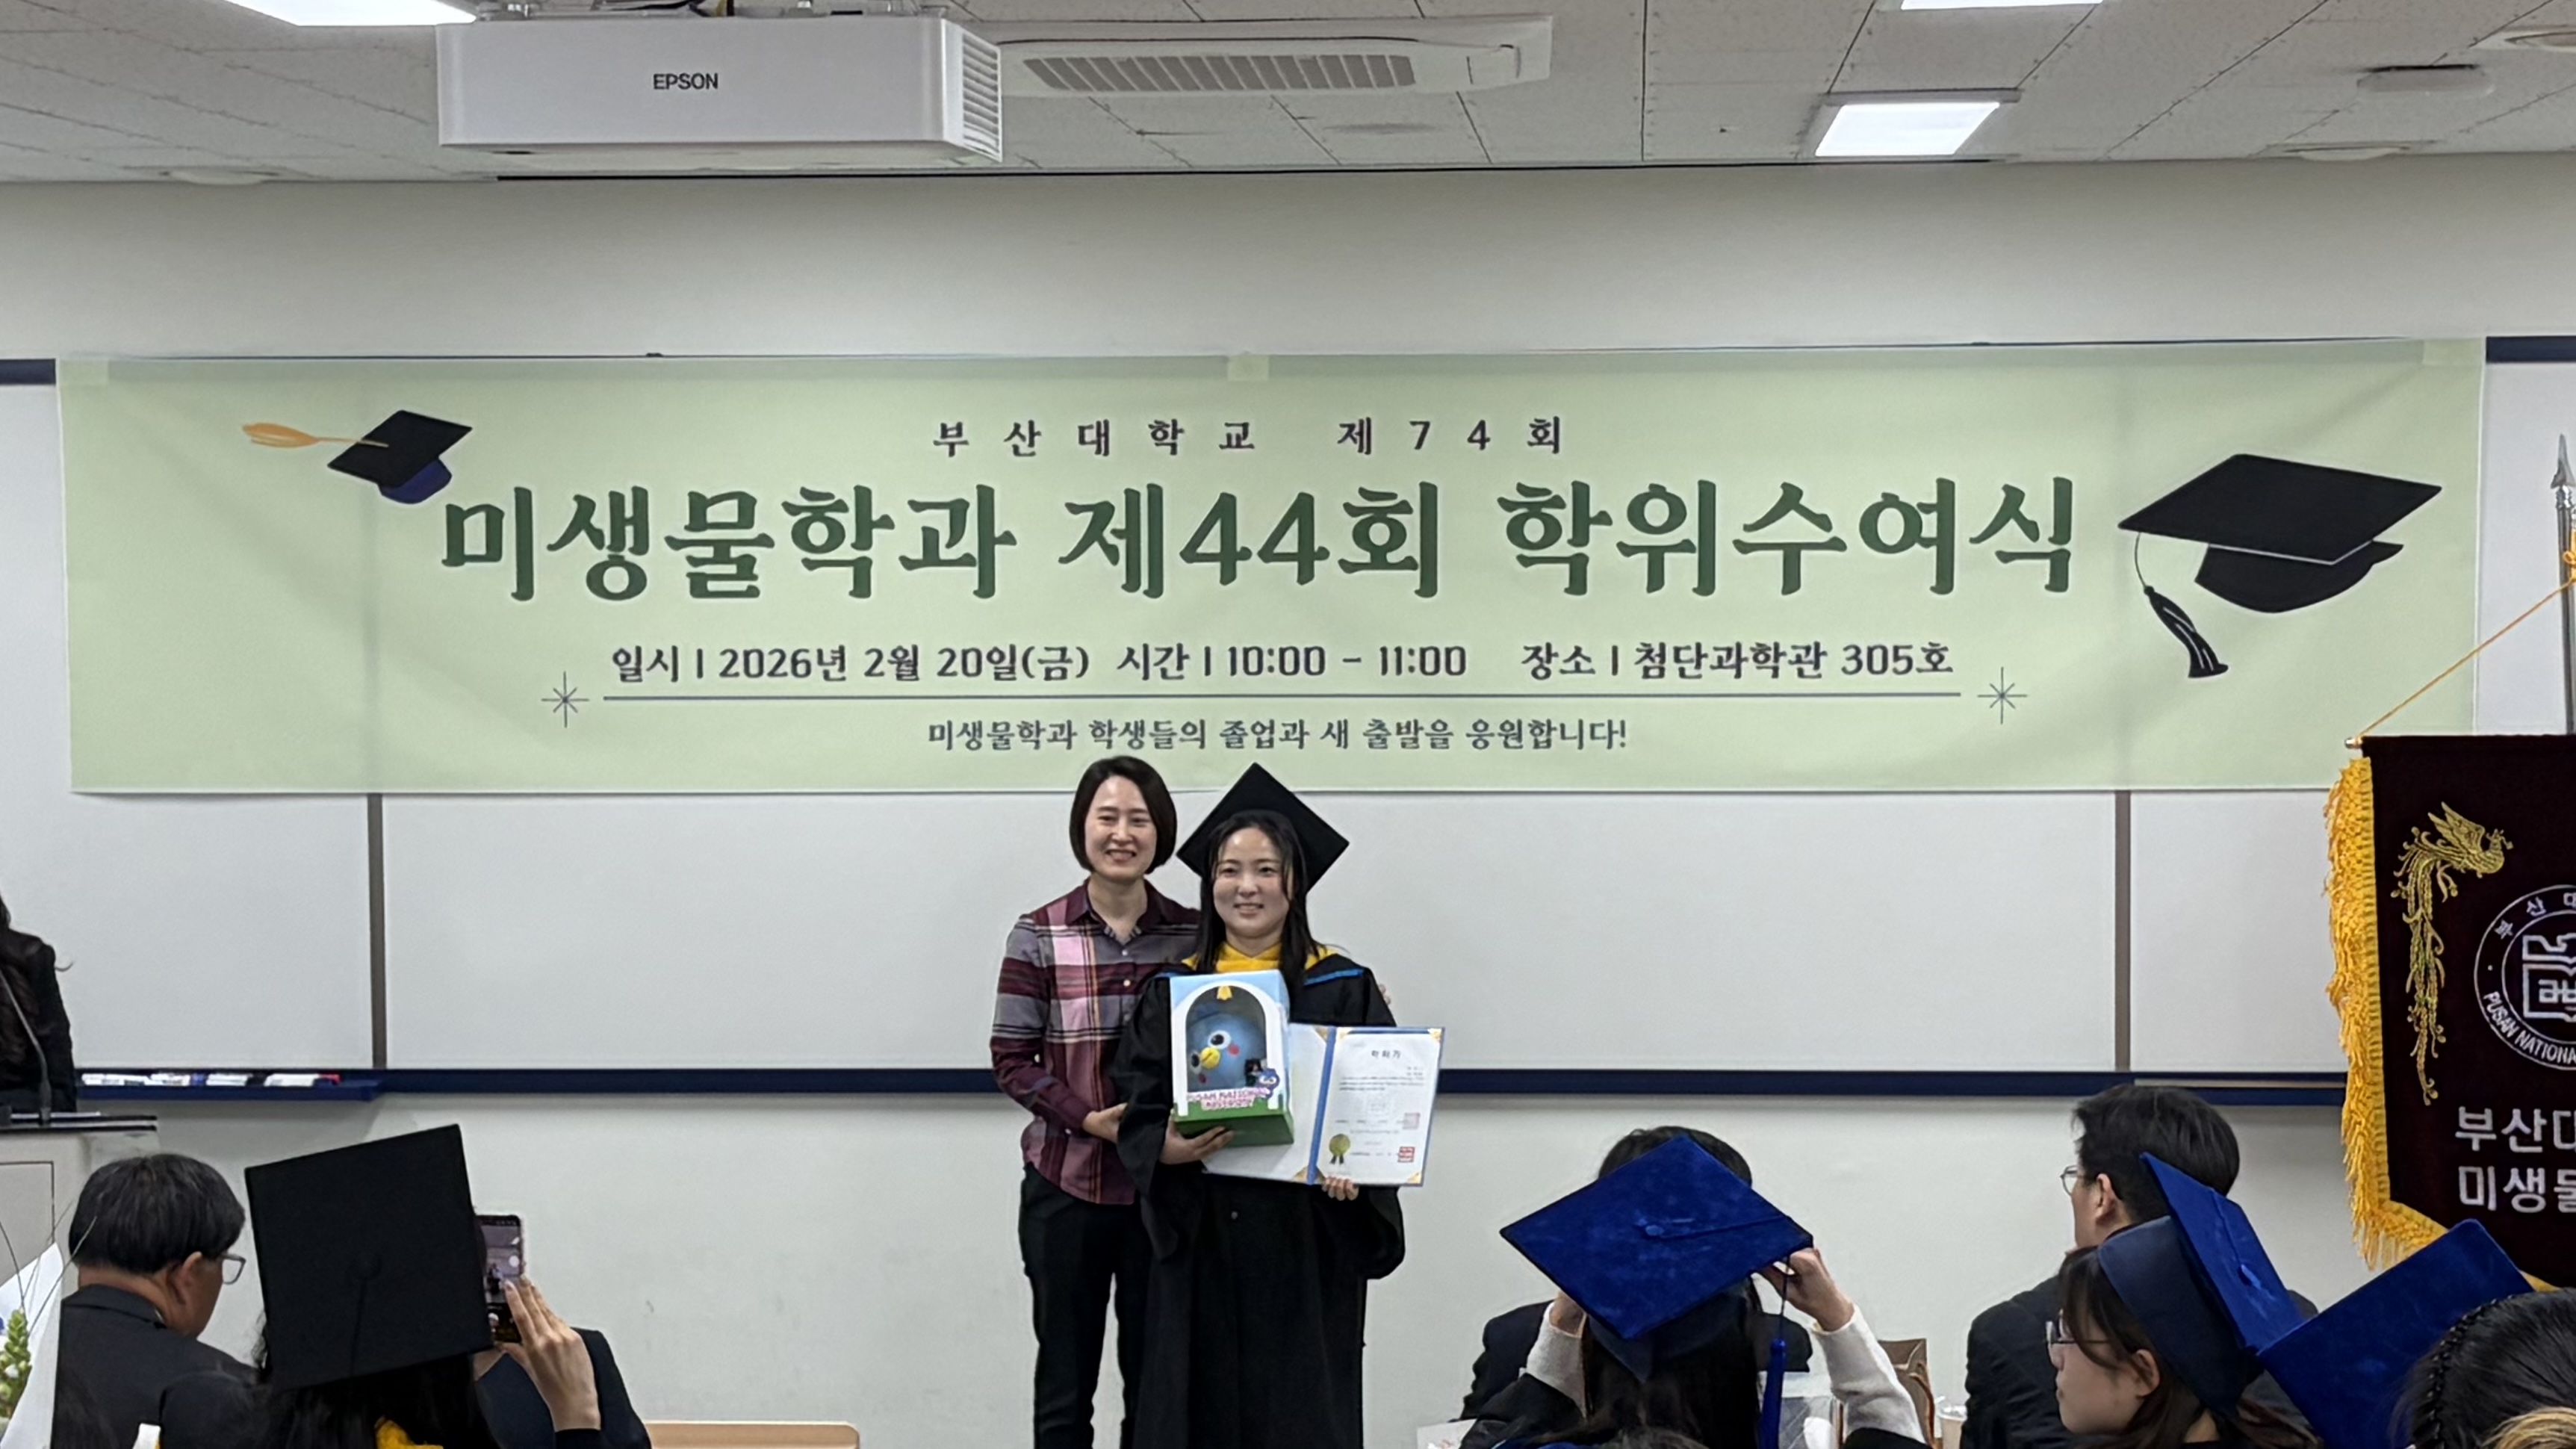 EPSON
부산대학교 제74회
미생물학과 제44회 학위수여식
일시 | 2026년 2월 20일(금) 시간 | 10:00 - 11:00 장소 | 첨단과학관 305호
미생물학과 학생들의 졸업과 새 출발을 응원합니다!
학위기
산 대
PUSAN NATIONA
부산대
미생물